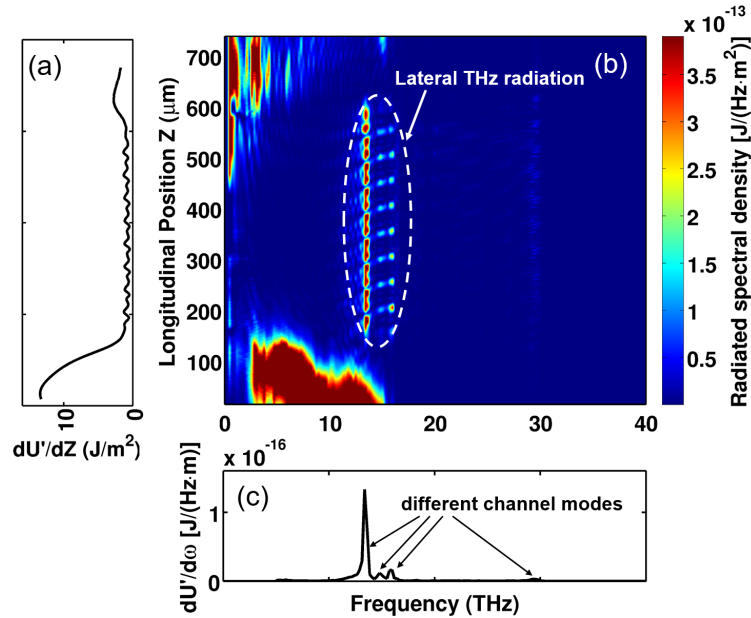 (a)
10
0
dU'/dZ (J/m²)
700
600
500
400
300
200
100
Longitudinal Position Z (μm)
(b)
Lateral THz radiation
0
10
20
30
40
x 10⁻¹³
3.5
3
2.5
2
1.5
1
0.5
Radiated spectral density [J/(Hz·m²)]
x 10⁻¹⁶
(c)
different channel modes
1
0
dU'/dω [J/(Hz·m)]
Frequency (THz)